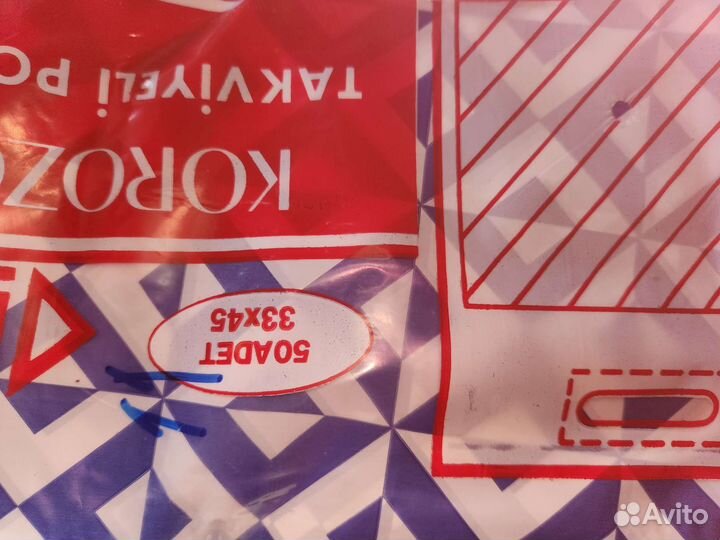 KOROZO
TAKVİYELİ PO
50ADET
33x45
Avito